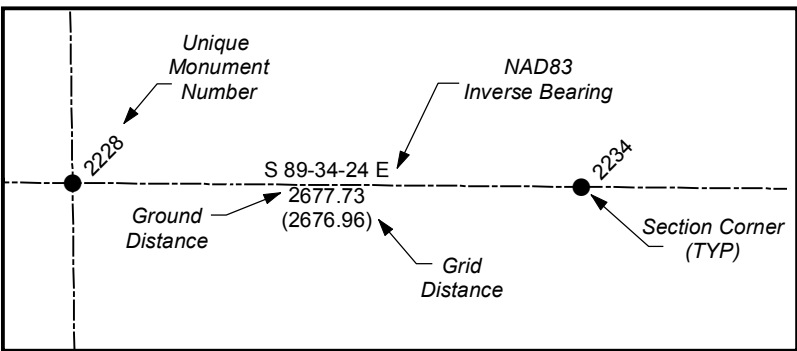 Unique
Monument
Number
NAD83
Inverse Bearing
2228
S 89-34-24 E
2234
2677.73
(2676.96)
Ground
Distance
Grid
Distance
Section Corner
(TYP)